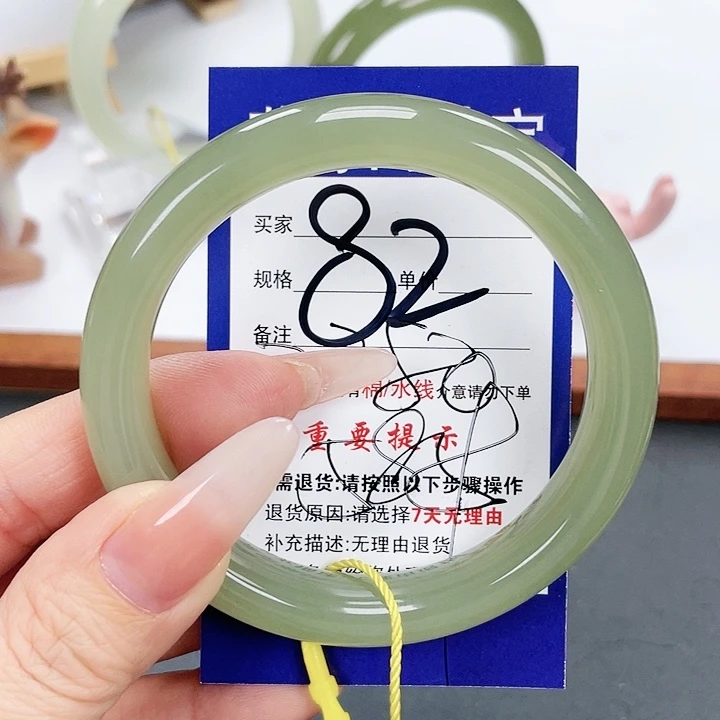 买家
82
规格 单价
备注
棉/水线 介意请勿下单
重要提示
需退货:请按照以下步骤操作
退货原因:请选择7天无理由
补充描述:无理由退货